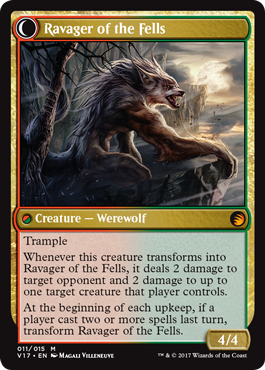 Ravager of the Fells
Creature — Werewolf
Trample
Whenever this creature transforms into
Ravager of the Fells, it deals 2 damage to
target opponent and 2 damage to up to
one target creature that player controls.
At the beginning of each upkeep, if a
player cast two or more spells last turn,
transform Ravager of the Fells.
4/4
011/015 M
V17 • EN Magali Villeneuve
™ & © 2017 Wizards of the Coast